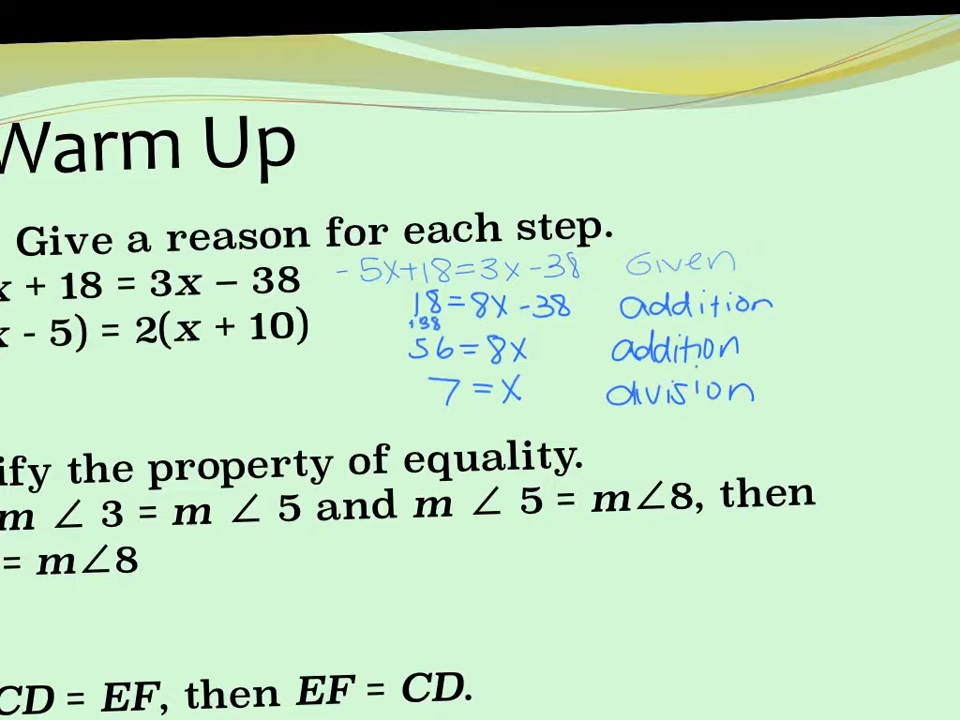 Warm Up
Give a reason for each step.
x + 18 = 3x – 38
-5x+18=3x-38 Given
18=8x-38 addition
+38
x - 5) = 2(x + 10)
56=8x addition
7=x division
ify the property of equality.
m ∠ 3 = m ∠ 5 and m ∠ 5 = m∠8, then
= m∠8
CD = EF, then EF = CD.